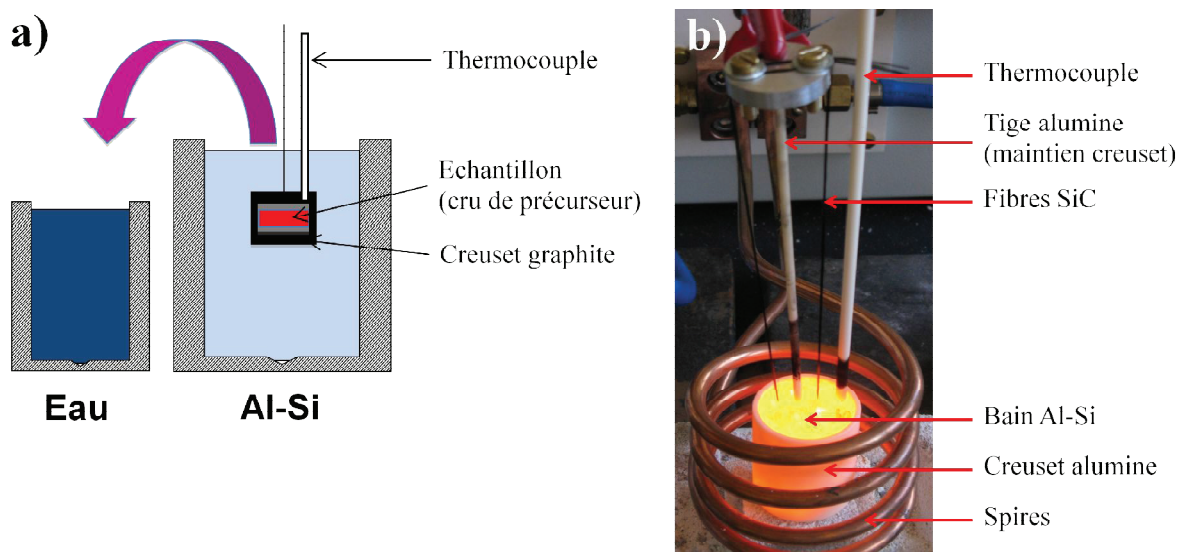 a)
Thermocouple
Echantillon
(cru de précurseur)
Creuset graphite
Eau
Al-Si
b)
Thermocouple
Tige alumine
(maintien creuset)
Fibres SiC
Bain Al-Si
Creuset alumine
Spires